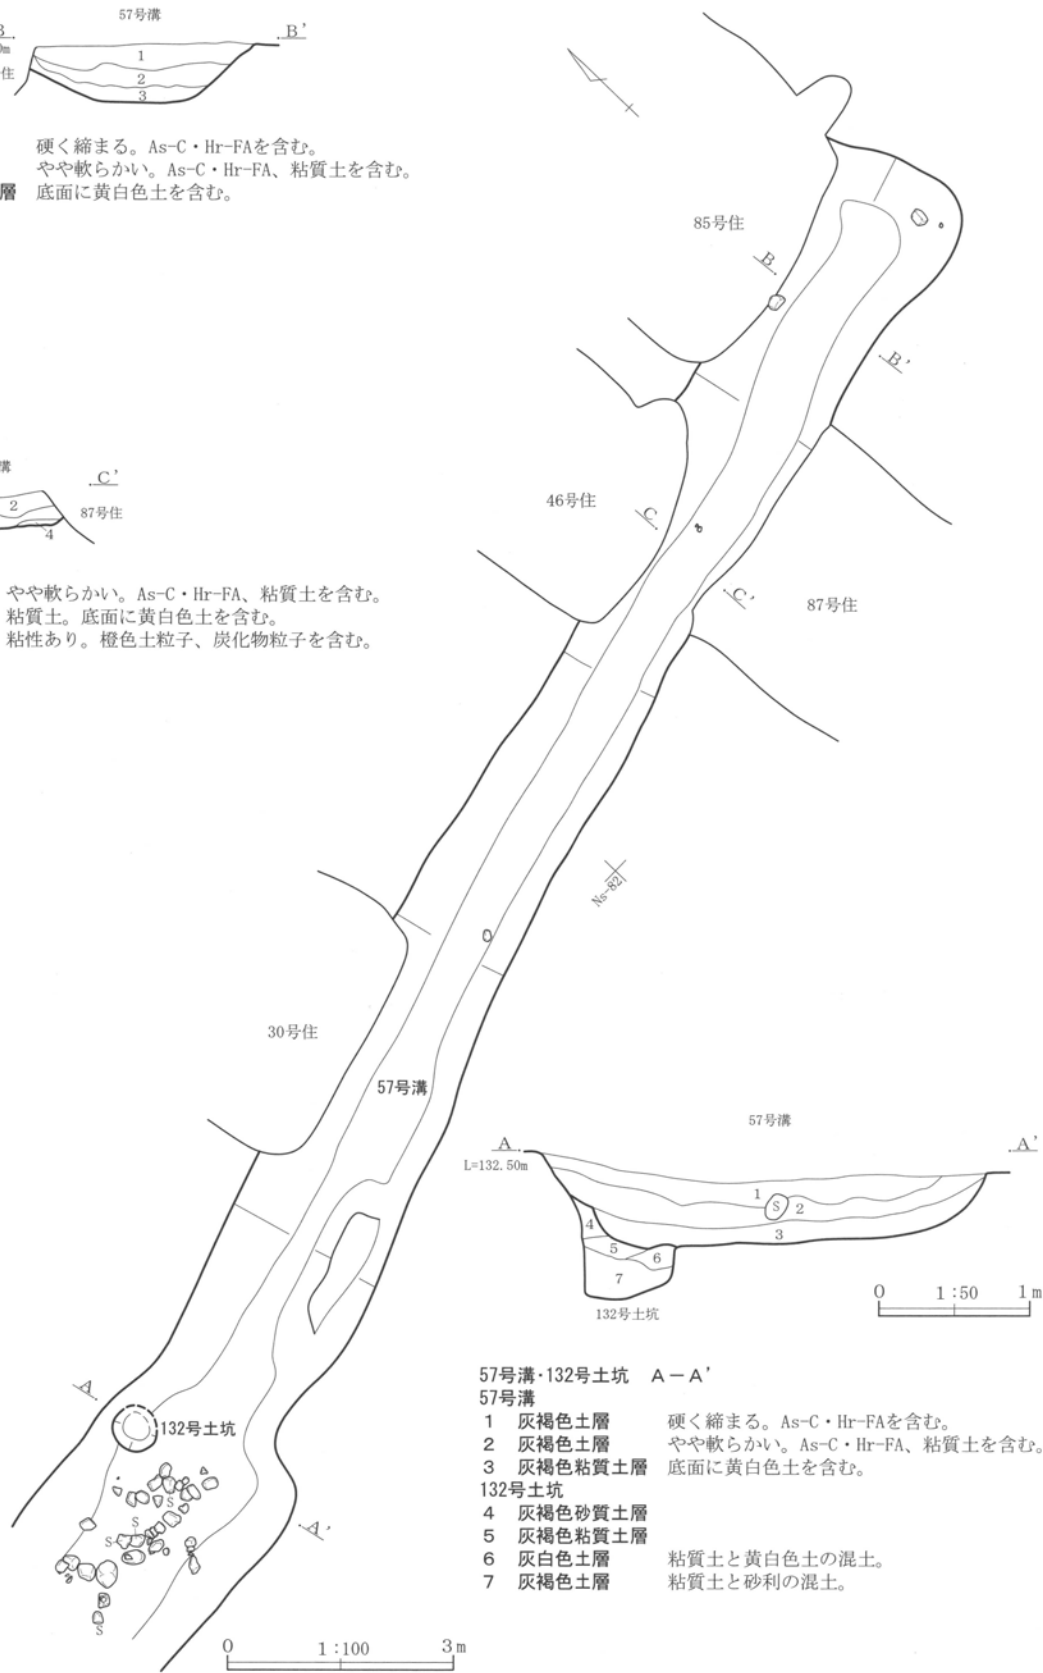 57号溝
B'
1
2
3
住
硬く締まる。As-C・Hr-FAを含む。
やや軟らかい。As-C・Hr-FA、粘質土を含む。
層 底面に黄白色土を含む。
85号住
B
B'
溝
C'
2
87号住
4
46号住
C
C'
87号住
やや軟らかい。As-C・Hr-FA、粘質土を含む。
粘質土。底面に黄白色土を含む。
粘性あり。橙色土粒子、炭化物粒子を含む。
Ns-82
30号住
57号溝
57号溝
A
A'
L=132.50m
1
S
2
3
4
5
6
7
132号土坑
0 1:50 1m
A
132号土坑
S
S
S
A'
S
57号溝・132号土坑 A-A'
57号溝
1 灰褐色土層 硬く締まる。As-C・Hr-FAを含む。
2 灰褐色土層 やや軟らかい。As-C・Hr-FA、粘質土を含む。
3 灰褐色粘質土層 底面に黄白色土を含む。
132号土坑
4 灰褐色砂質土層
5 灰褐色粘質土層
6 灰白色土層 粘質土と黄白色土の混土。
7 灰褐色土層 粘質土と砂利の混土。
0 1:100 3m